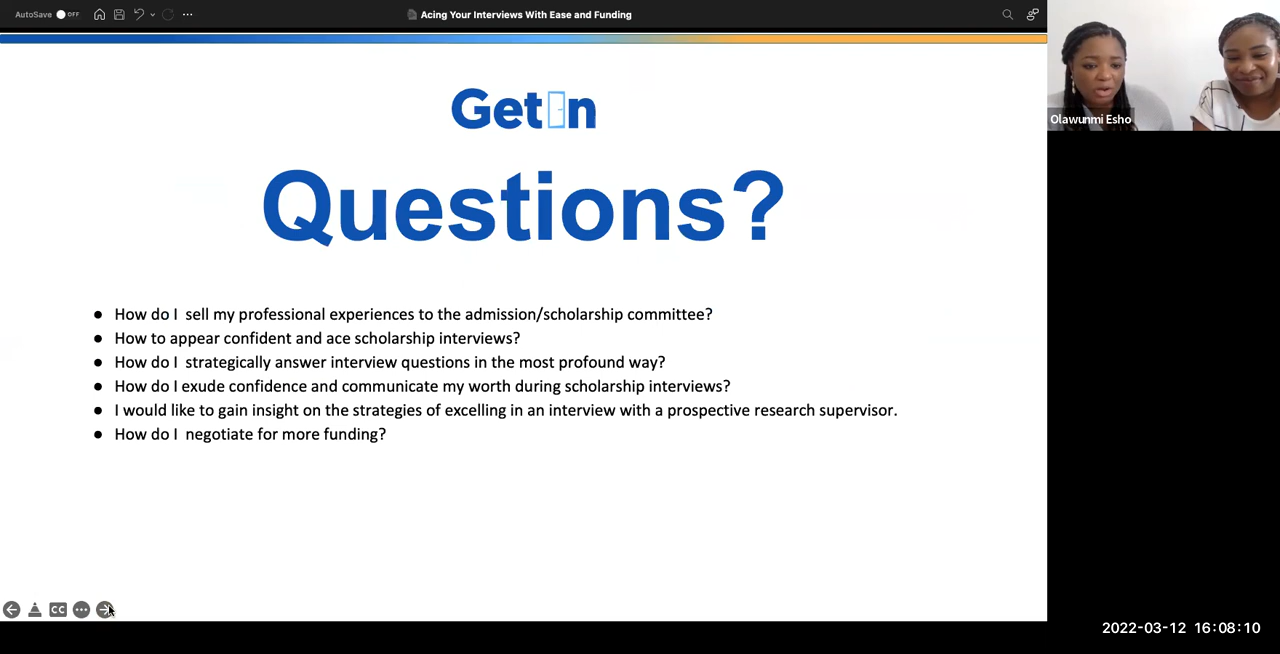 AutoSave OFF
Acing Your Interviews With Ease and Funding
Olawunmi Esho
Get n
Questions?
● How do I sell my professional experiences to the admission/scholarship committee?
● How to appear confident and ace scholarship interviews?
● How do I strategically answer interview questions in the most profound way?
● How do I exude confidence and communicate my worth during scholarship interviews?
● I would like to gain insight on the strategies of excelling in an interview with a prospective research supervisor.
● How do I negotiate for more funding?
CC
2022-03-12 16:08:10